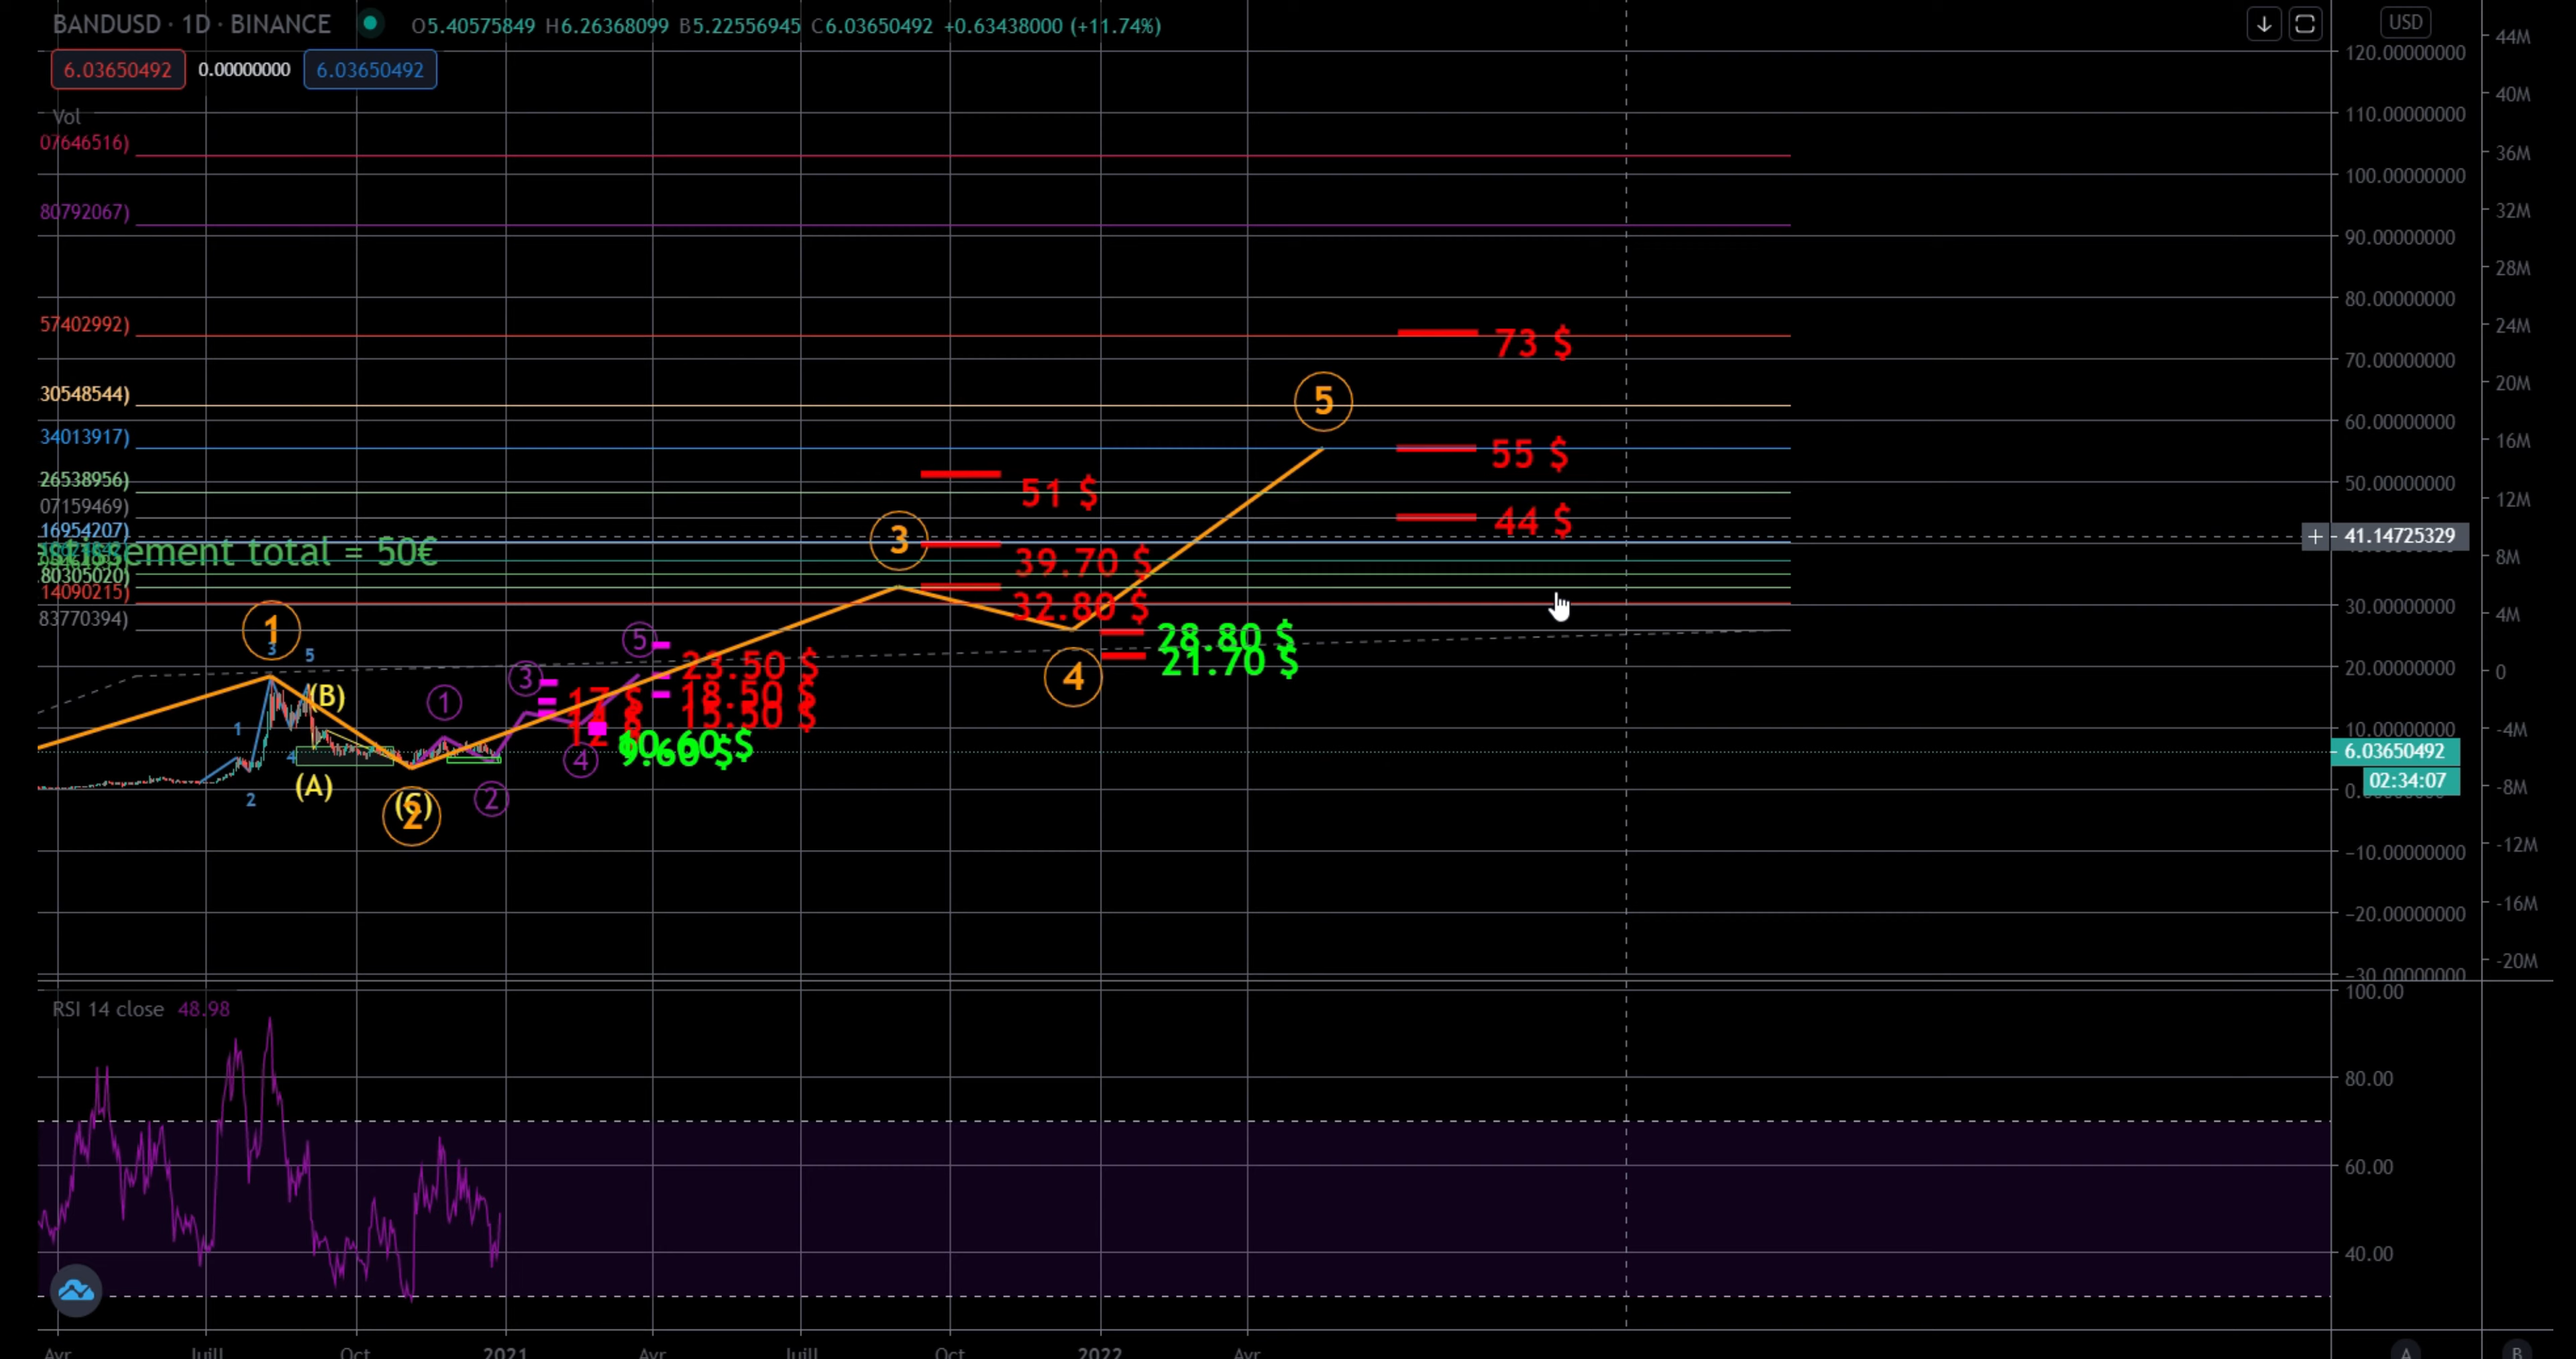 BANDUSD · 1D · BINANCE O5.40575849 H6.26368099 B5.22556945 C6.03650492 +0.63438000 (+11.74%)
USD
6.03650492 0.00000000 6.03650492
Vol
07646516)
80792067)
57402992)
30548544)
34013917)
26538956)
07159469)
16954207)
80305020)
14090215)
83770394)
total = 50€
1
3
5
(B)
1
4
2
(A)
(C)
2
1
2
3
4
5
17 $
12
23.50 $
18.50 $
15.50 $
10.60 $
9.60 $
3
51 $
39.70 $
32.80 $
4
28.80 $
21.70 $
5
73 $
55 $
44 $
120.00000000
110.00000000
100.00000000
90.00000000
80.00000000
70.00000000
60.00000000
50.00000000
41.14725329
30.00000000
20.00000000
10.00000000
6.03650492
02:34:07
-10.00000000
-20.00000000
-30.00000000
44M
40M
36M
32M
28M
24M
20M
16M
12M
8M
4M
0
-4M
-8M
-12M
-16M
-20M
RSI 14 close 48.98
100.00
80.00
60.00
40.00
Avr Juill Oct 2021 Avr Juill Oct 2022 Avr
A B